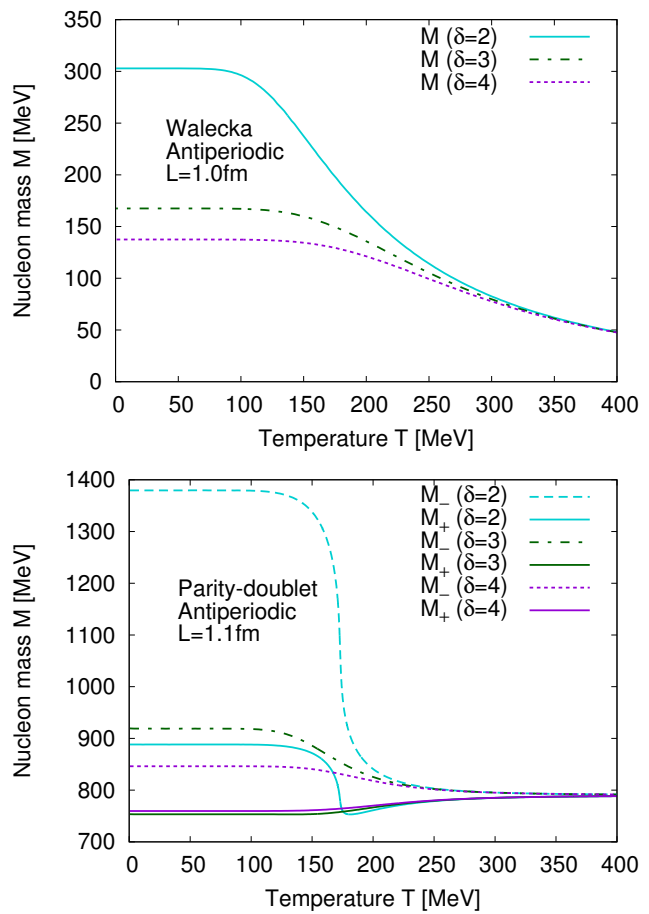 350
300
250
200
150
100
50
0
Nucleon mass M [MeV]
M (δ=2)
M (δ=3)
M (δ=4)
Walecka
Antiperiodic
L=1.0fm
0 50 100 150 200 250 300 350 400
Temperature T [MeV]
1400
1300
1200
1100
1000
900
800
700
Nucleon mass M [MeV]
M₋ (δ=2)
M₊ (δ=2)
M₋ (δ=3)
M₊ (δ=3)
M₋ (δ=4)
M₊ (δ=4)
Parity-doublet
Antiperiodic
L=1.1fm
0 50 100 150 200 250 300 350 400
Temperature T [MeV]